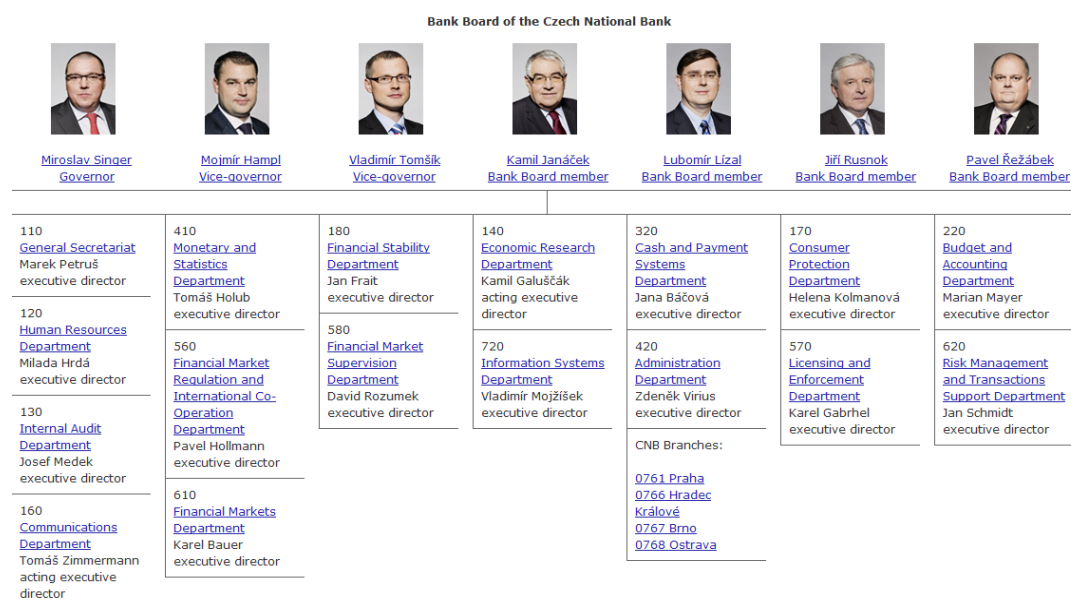 Bank Board of the Czech National Bank
Miroslav Singer
Governor
Mojmír Hampl
Vice-governor
Vladimír Tomšík
Vice-governor
Kamil Janáček
Bank Board member
Lubomír Lízal
Bank Board member
Jiří Rusnok
Bank Board member
Pavel Řežábek
Bank Board member
110
General Secretariat
Marek Petruš
executive director
120
Human Resources
Department
Milada Hrdá
executive director
130
Internal Audit
Department
Josef Medek
executive director
160
Communications
Department
Tomáš Zimmermann
acting executive
director
410
Monetary and
Statistics
Department
Tomáš Holub
executive director
560
Financial Market
Regulation and
International Co-
Operation
Department
Pavel Hollmann
executive director
610
Financial Markets
Department
Karel Bauer
executive director
180
Financial Stability
Department
Jan Frait
executive director
580
Financial Market
Supervision
Department
David Rozumek
executive director
140
Economic Research
Department
Kamil Galuščák
acting executive
director
720
Information Systems
Department
Vladimír Mojžíšek
executive director
320
Cash and Payment
Systems
Department
Jana Báčová
executive director
420
Administration
Department
Zdeněk Virius
executive director
CNB Branches:
0761 Praha
0766 Hradec
Králové
0767 Brno
0768 Ostrava
170
Consumer
Protection
Department
Helena Kolmanová
executive director
570
Licensing and
Enforcement
Department
Karel Gabrhel
executive director
220
Budget and
Accounting
Department
Marian Mayer
executive director
620
Risk Management
and Transactions
Support Department
Jan Schmidt
executive director